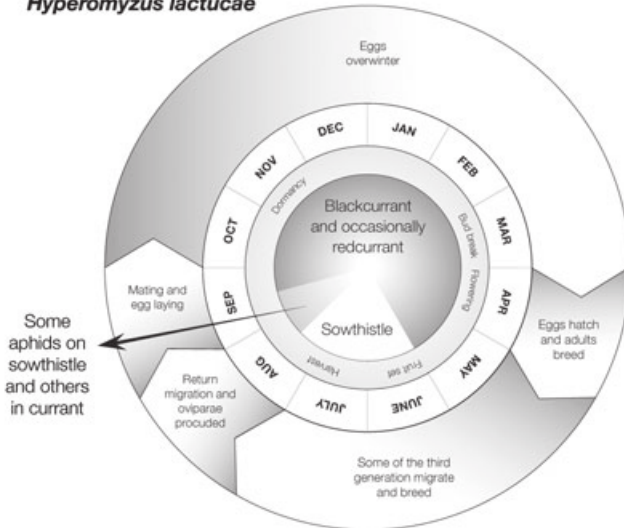 Hyperomyzus lactucae
Eggs
overwinter
DEC
JAN
NOV
FEB
Dormancy
Blackcurrant
and occasionally
redcurrant
Bud break
OCT
MAR
Flowering
Mating and
egg laying
SEP
APR
Eggs hatch
and adults
breed
Some
aphids on
sowthistle
and others
in currant
Sowthistle
Harvest
Fruit set
AUG
MAY
Return
migration and
oviparae
procuded
JULY
JUNE
Some of the third
generation migrate
and breed